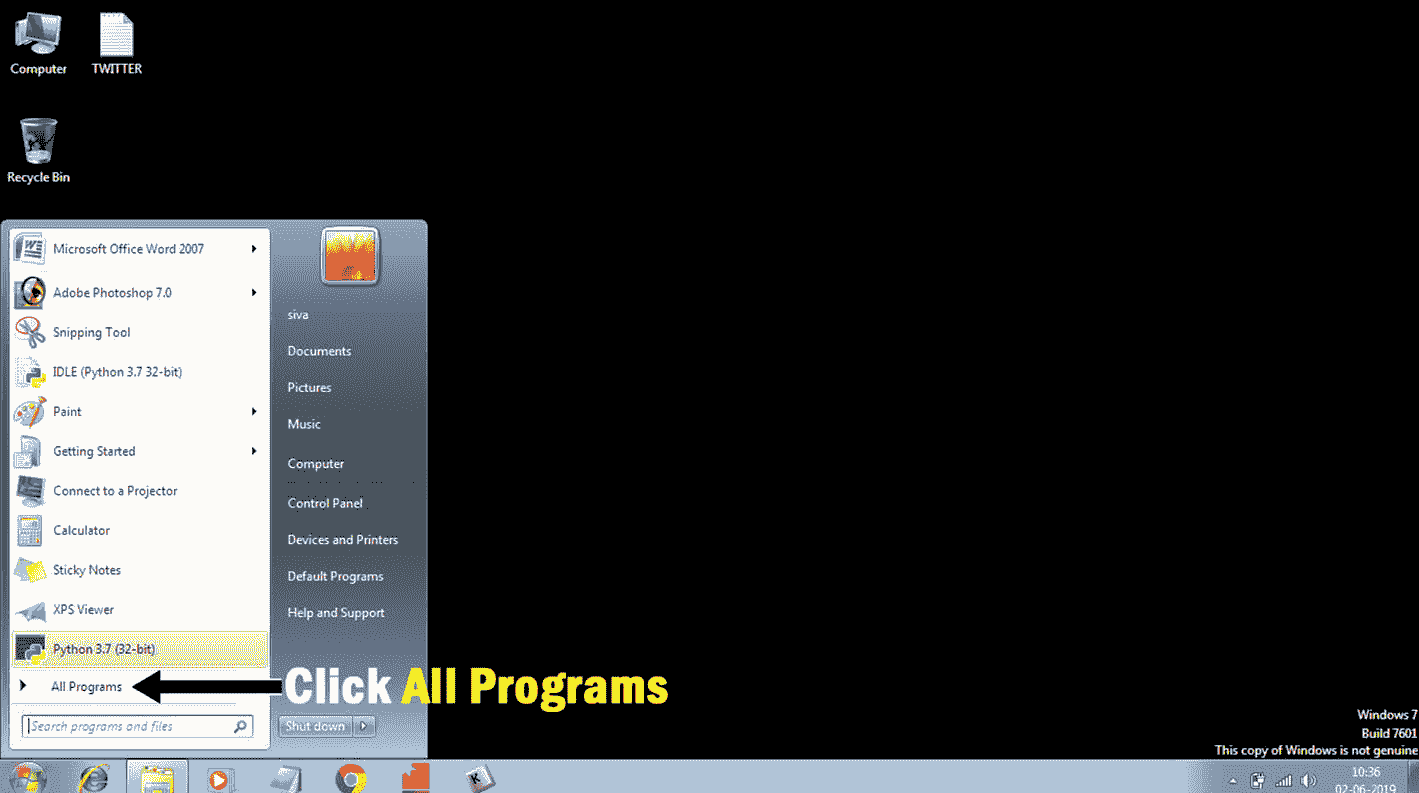 Computer
TWITTER
Recycle Bin
Microsoft Office Word 2007
Adobe Photoshop 7.0
Snipping Tool
IDLE (Python 3.7 32-bit)
Paint
Getting Started
Connect to a Projector
Calculator
Sticky Notes
XPS Viewer
Python 3.7 (32-bit)
All Programs
Search programs and files
siva
Documents
Pictures
Music
Computer
Control Panel
Devices and Printers
Default Programs
Help and Support
Click All Programs
Shut down
Windows 7
Build 7601
This copy of Windows is not genuine
10:36
02-06-2019